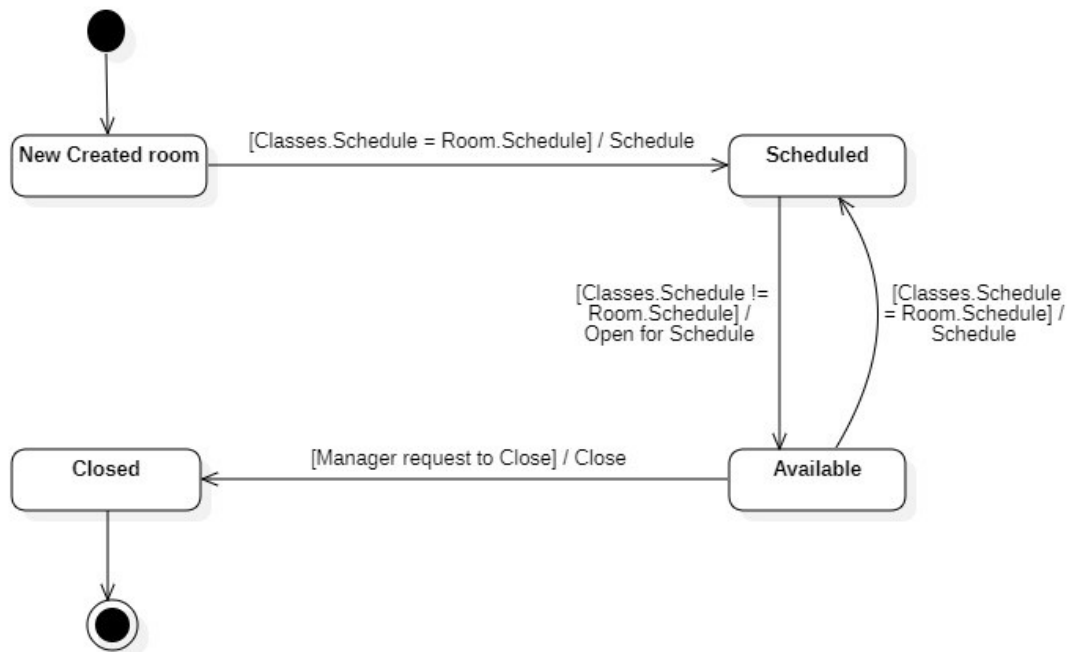 [Classes.Schedule = Room.Schedule] / Schedule
New Created room
Scheduled
[Classes.Schedule !=
Room.Schedule] /
Open for Schedule
[Classes.Schedule
= Room.Schedule] /
Schedule
[Manager request to Close] / Close
Closed
Available